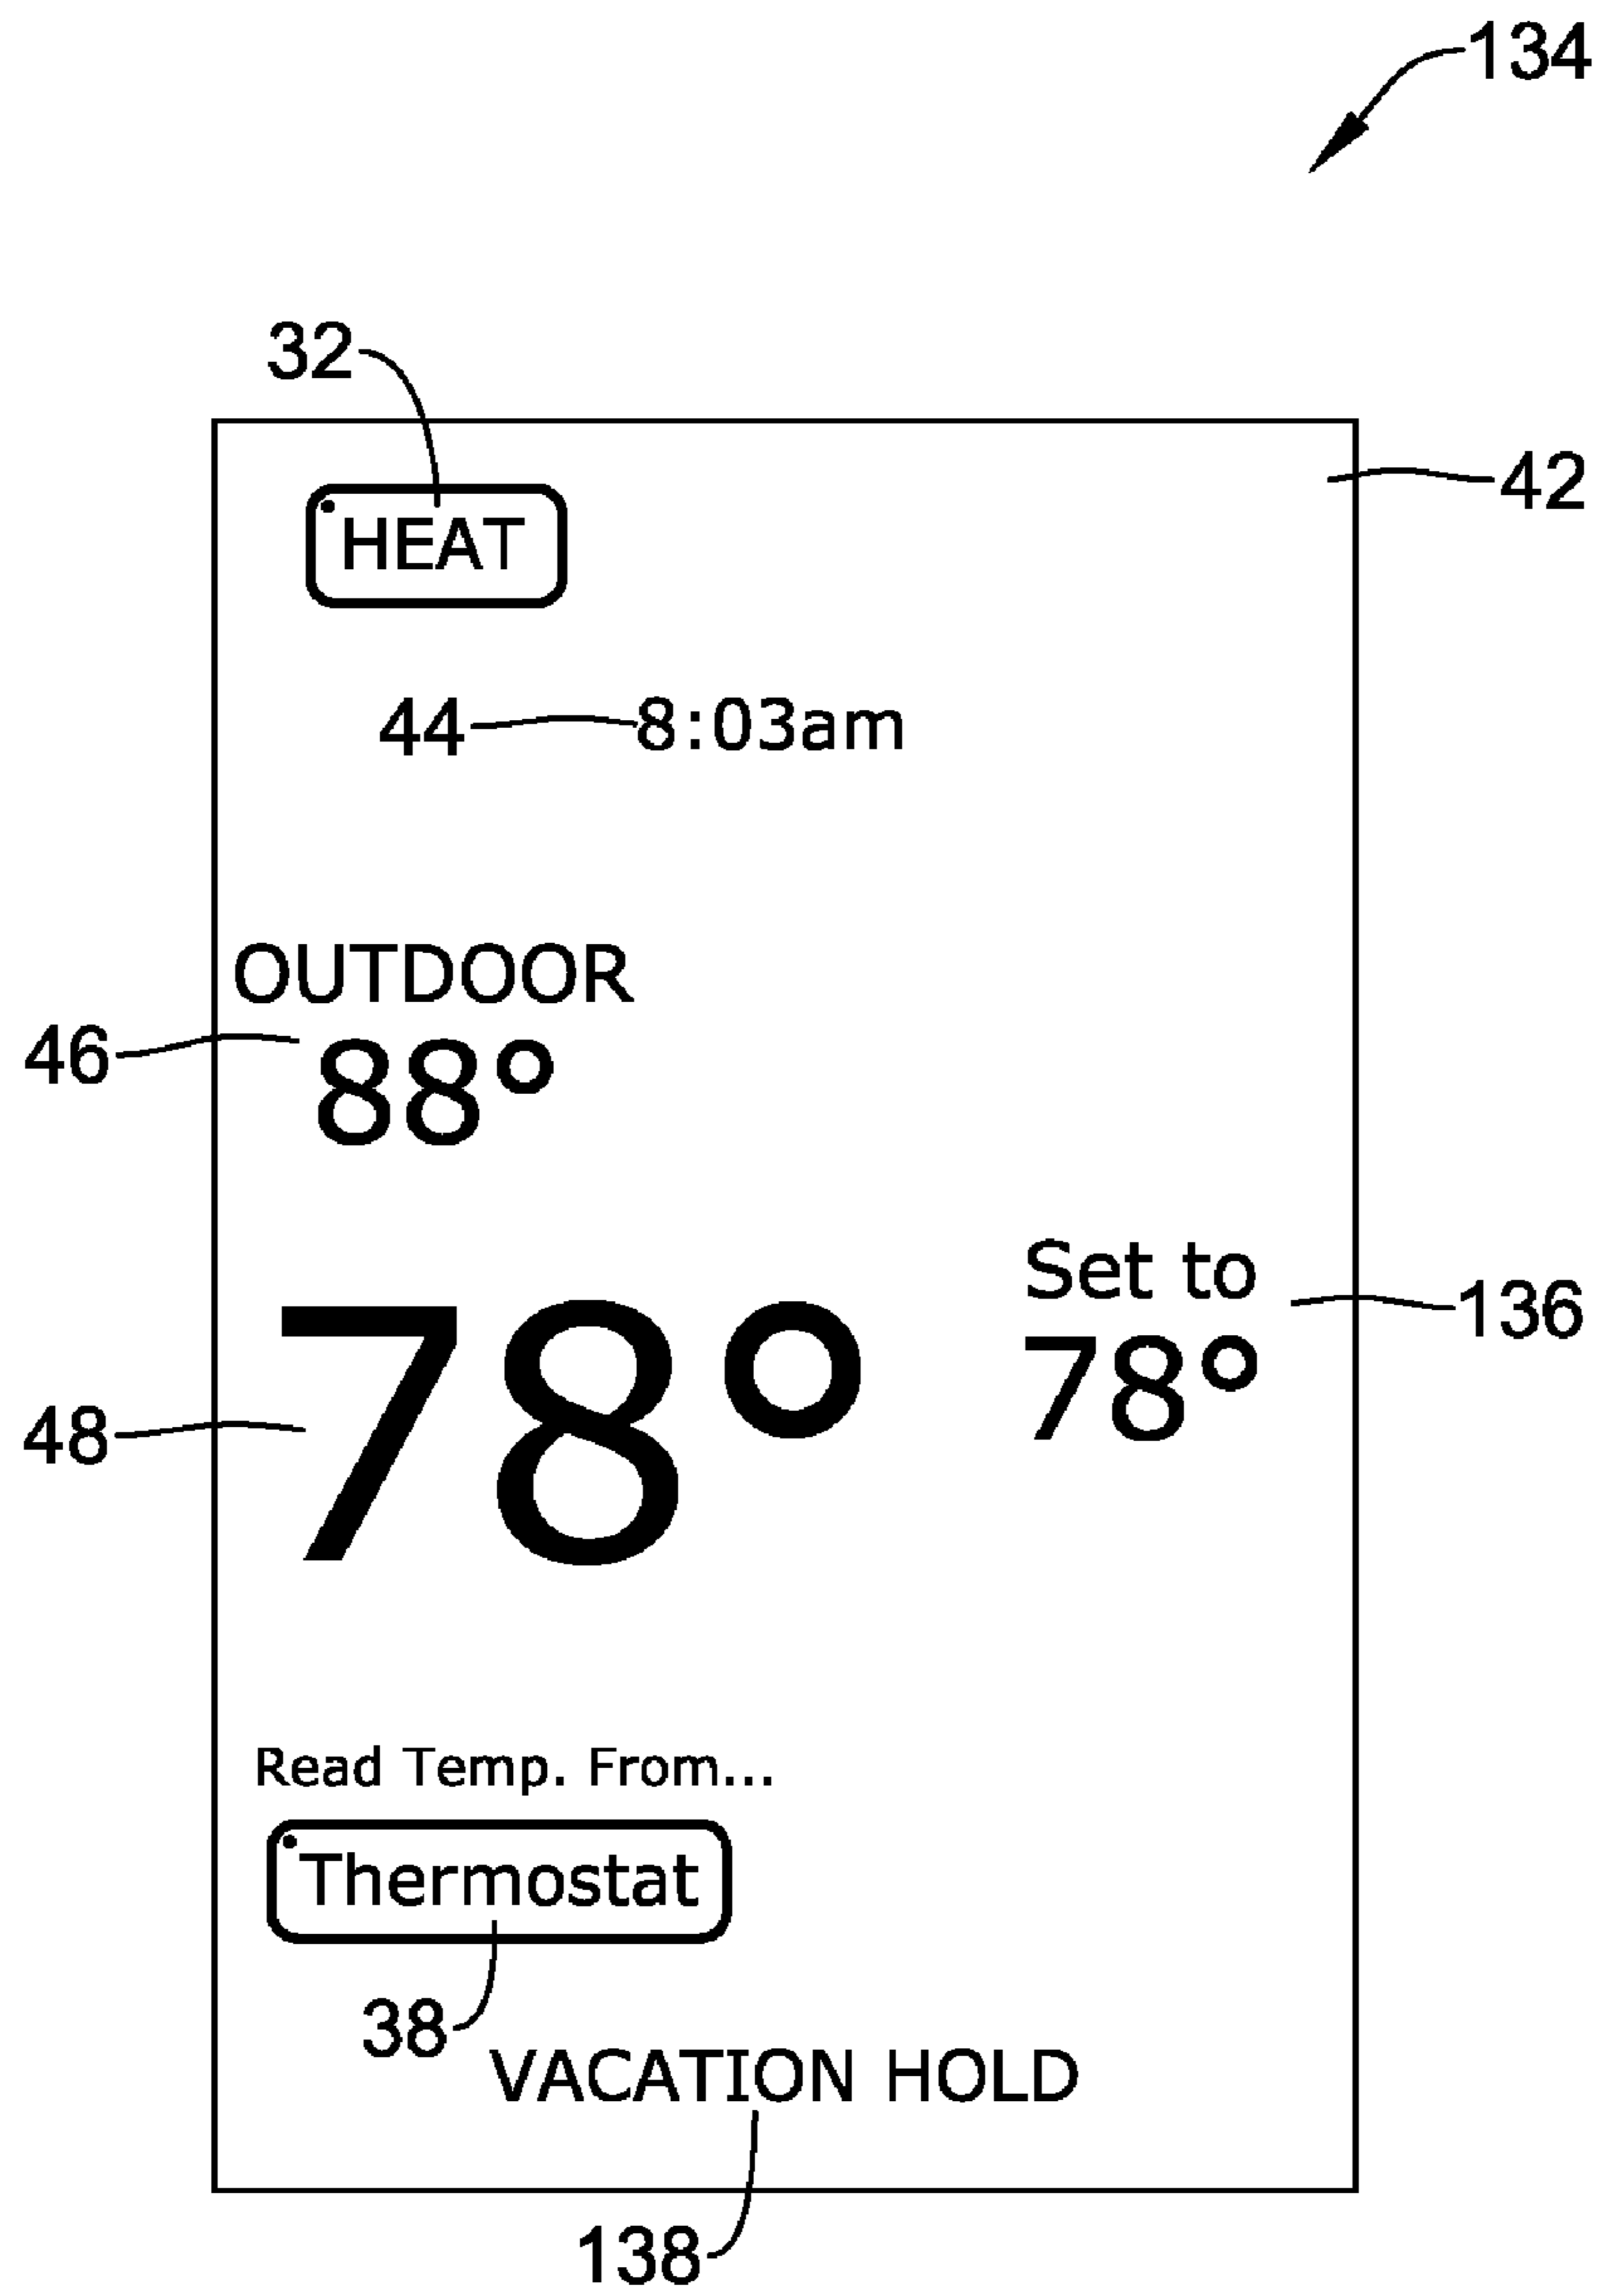 134
32
42
HEAT
44 8:03am
OUTDOOR
46
88°
Set to
136
78°
78°
48
Read Temp. From...
Thermostat
38
VACATION HOLD
138